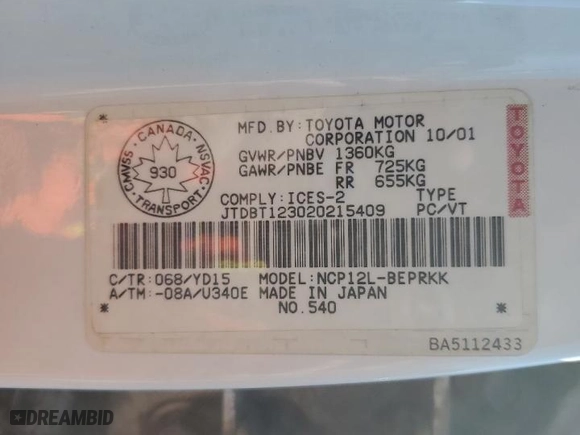 CMVSS · CANADA · NSVAC
930
· TRANSPORT ·
MFD.BY:TOYOTA MOTOR
CORPORATION 10/01
GVWR/PNBV 1360KG
GAWR/PNBE FR 725KG
RR 655KG
COMPLY:ICES-2 TYPE
JTDBT123020215409 PC/VT
C/TR:068/YD15 MODEL:NCP12L-BEPRKK
A/TM:-08A/U340E MADE IN JAPAN
NO.540
TOYOTA
BA5112433
DREAMBID